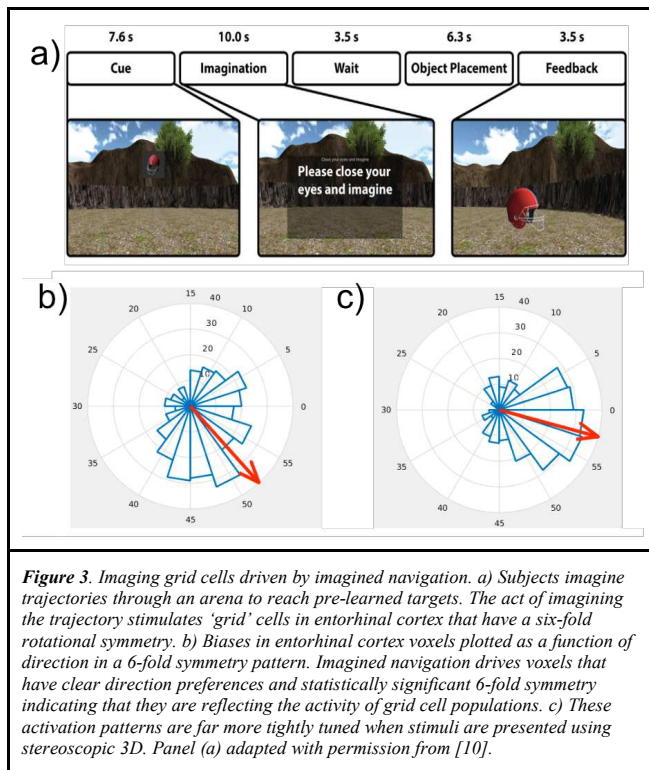 7.6 s 10.0 s 3.5 s 6.3 s 3.5 s
a)
Cue Imagination Wait Object Placement Feedback
Close your eyes and imagine
Please close your
eyes and imagine
b)
15
20 40 10
30
25 20 5
10
30 0
35 55
40 50
45
c)
15
20 40 10
30
25 20 5
10
30 0
35 55
40 50
45
Figure 3. Imaging grid cells driven by imagined navigation. a) Subjects imagine
trajectories through an arena to reach pre-learned targets. The act of imagining
the trajectory stimulates ‘grid’ cells in entorhinal cortex that have a six-fold
rotational symmetry. b) Biases in entorhinal cortex voxels plotted as a function of
direction in a 6-fold symmetry pattern. Imagined navigation drives voxels that
have clear direction preferences and statistically significant 6-fold symmetry
indicating that they are reflecting the activity of grid cell populations. c) These
activation patterns are far more tightly tuned when stimuli are presented using
stereoscopic 3D. Panel (a) adapted with permission from [10].